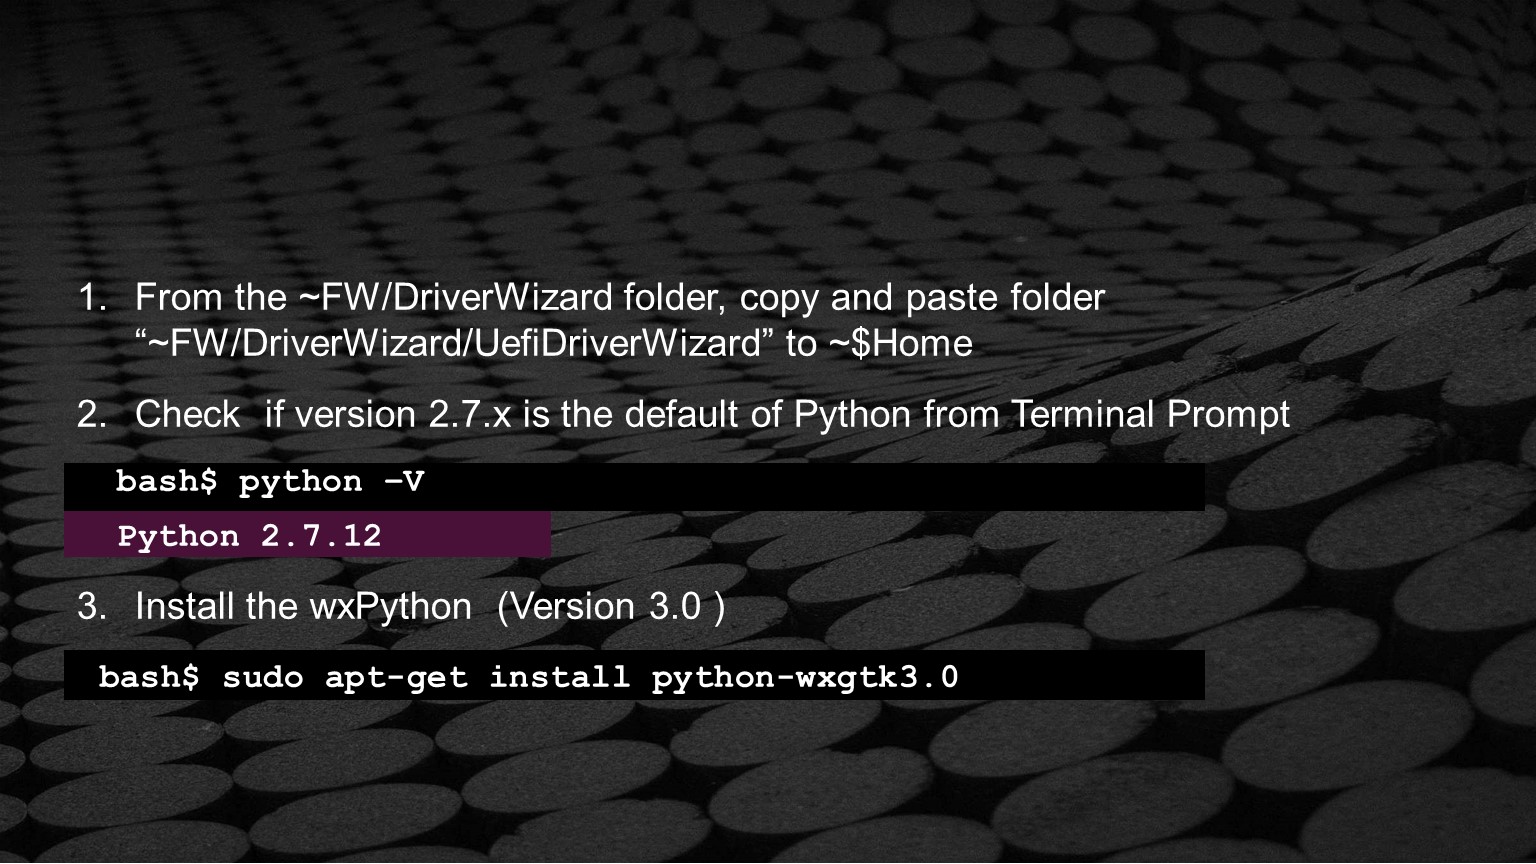 1. From the ~FW/DriverWizard folder, copy and paste folder
“~FW/DriverWizard/UefiDriverWizard” to ~$Home
2. Check  if version 2.7.x is the default of Python from Terminal Prompt
bash$ python –V
Python 2.7.12
3. Install the wxPython  (Version 3.0 )
bash$ sudo apt-get install python-wxgtk3.0